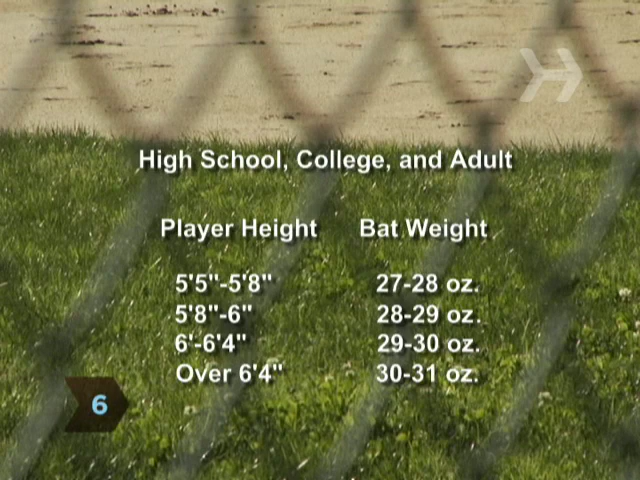 High School, College, and Adult
Player Height Bat Weight
5'5"-5'8" 27-28 oz.
5'8"-6" 28-29 oz.
6'-6'4" 29-30 oz.
Over 6'4" 30-31 oz.
6